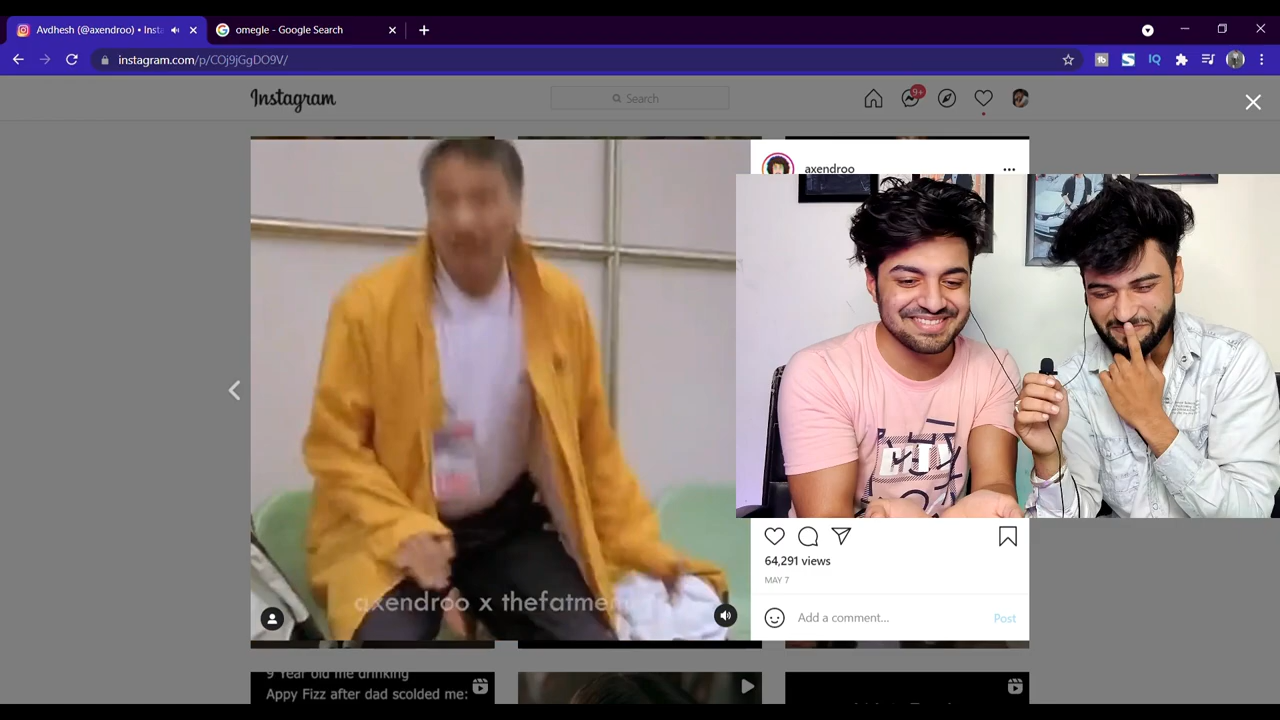 Avdhesh (@axendroo) • Inst
omegle - Google Search
instagram.com/p/COj9jGgDO9V/
Instagram
Search
9+
axendroo
axendroo x thefatme
64,291 views
MAY 7
Add a comment...
Post
9 Year old me drinking
Appy Fizz after dad scolded me: